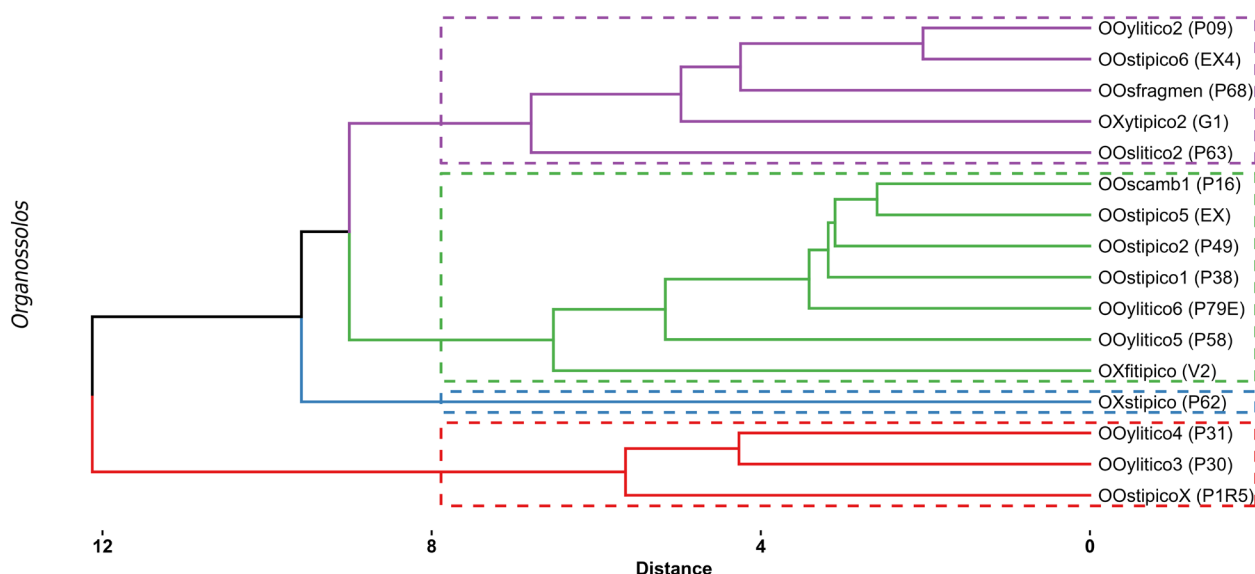 Organossolos
OOylitico2 (P09)
OOstipico6 (EX4)
OOsfragmen (P68)
OXytipico2 (G1)
OOslitico2 (P63)
OOscamb1 (P16)
OOstipico5 (EX)
OOstipico2 (P49)
OOstipico1 (P38)
OOylitico6 (P79E)
OOylitico5 (P58)
OXfitipico (V2)
OXstipico (P62)
OOylitico4 (P31)
OOylitico3 (P30)
OOstipicoX (P1R5)
12 8 4 0
Distance